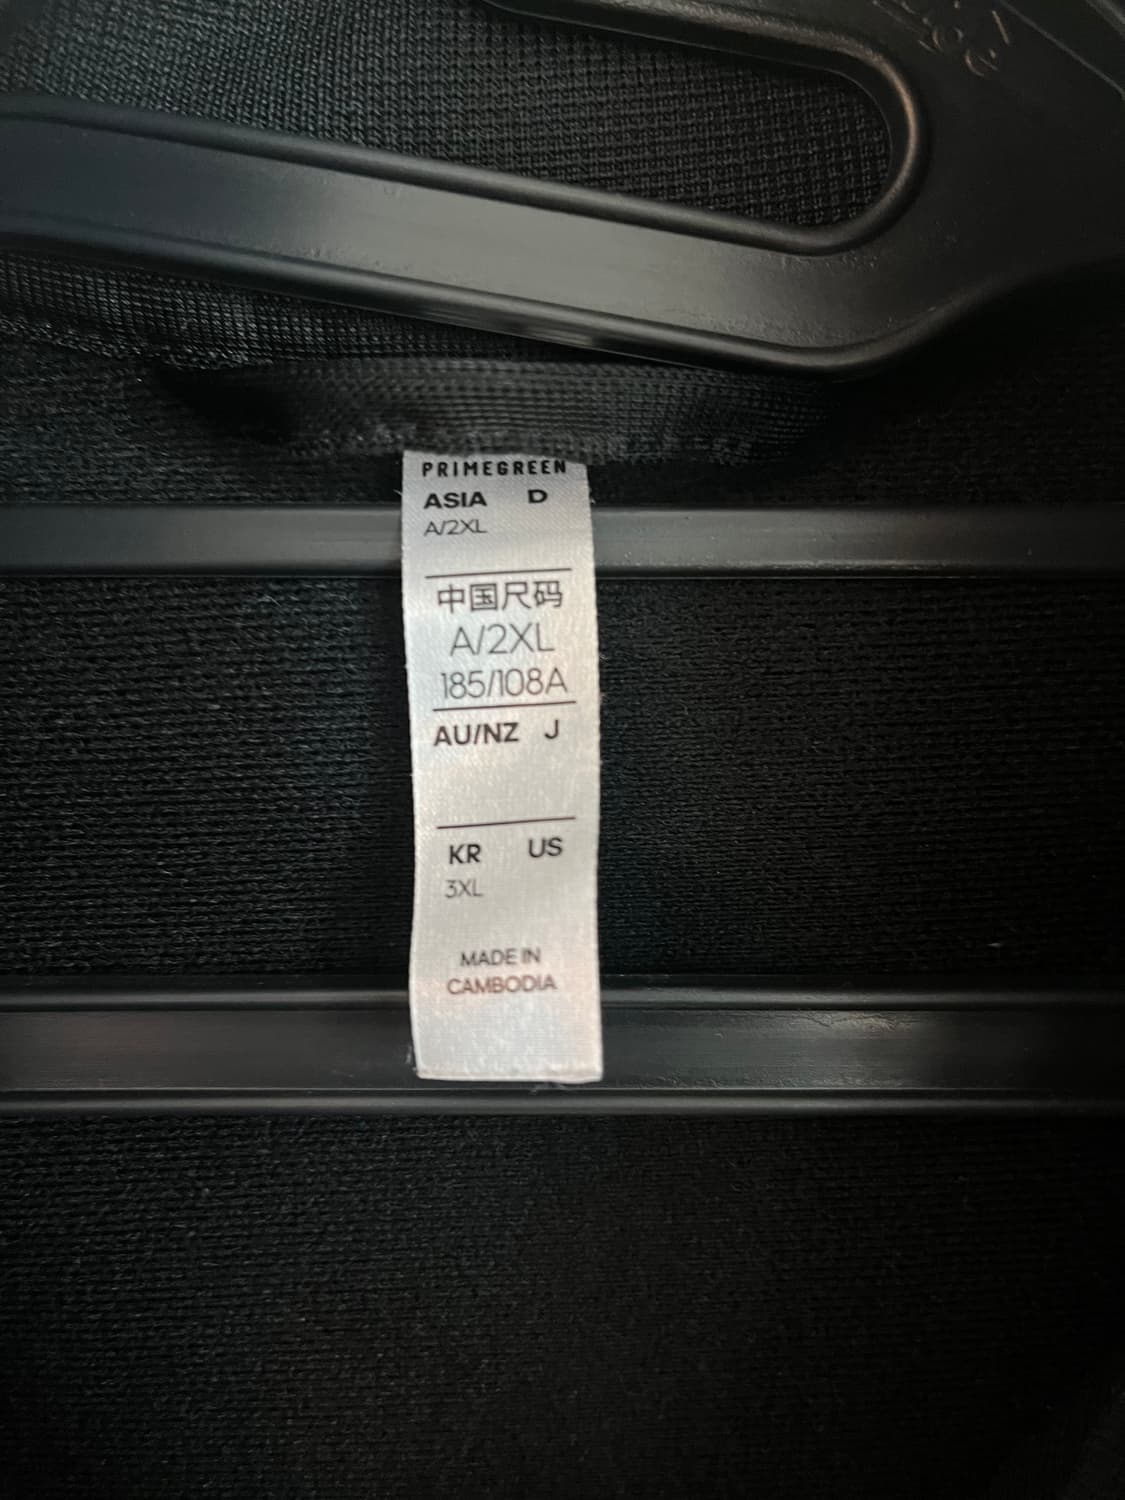 PRIMEGREEN
ASIA D
A/2XL
中国尺码
A/2XL
185/108A
AU/NZ J
KR US
3XL
MADE IN
CAMBODIA